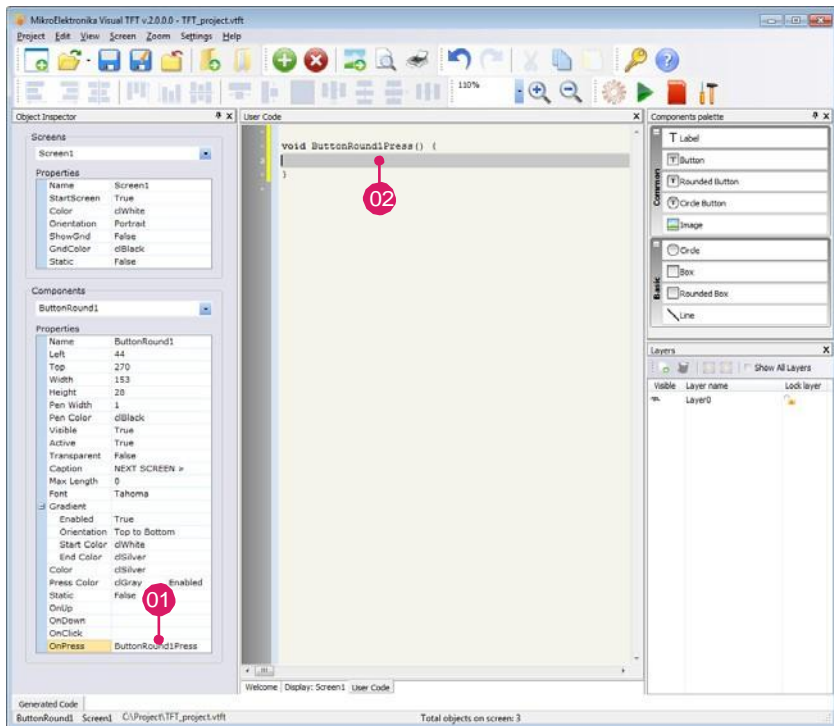 MikroElektronika Visual TFT v.2.0.0.0 - TFT_project.vtft
Project Edit View Screen Zoom Settings Help
110%
Object Inspector
Screens
Screen1
Properties
Name Screen1
StartScreen True
Color clWhite
Orientation Portrait
ShowGrid False
GridColor clBlack
Static False
Components
ButtonRound1
Properties
Name ButtonRound1
Left 44
Top 270
Width 153
Height 28
Pen Width 1
Pen Color clBlack
Visible True
Active True
Transparent False
Caption NEXT SCREEN »
Max Length 0
Font Tahoma
Gradient
Enabled True
Orientation Top to Bottom
Start Color clWhite
End Color clSilver
Color clSilver
Press Color clGray Enabled
Static False
OnUp
OnDown
OnClick
OnPress ButtonRound1Press
01
User Code
void ButtonRound1Press() {
}
02
Welcome Display: Screen1 User Code
Components palette
Common
Label
Button
Rounded Button
Circle Button
Image
Basic
Circle
Box
Rounded Box
Line
Layers
Show All Layers
Visible Layer name Lock layer
Layer0
Generated Code
ButtonRound1 Screen1 C:\Project\TFT_project.vtft Total objects on screen: 3